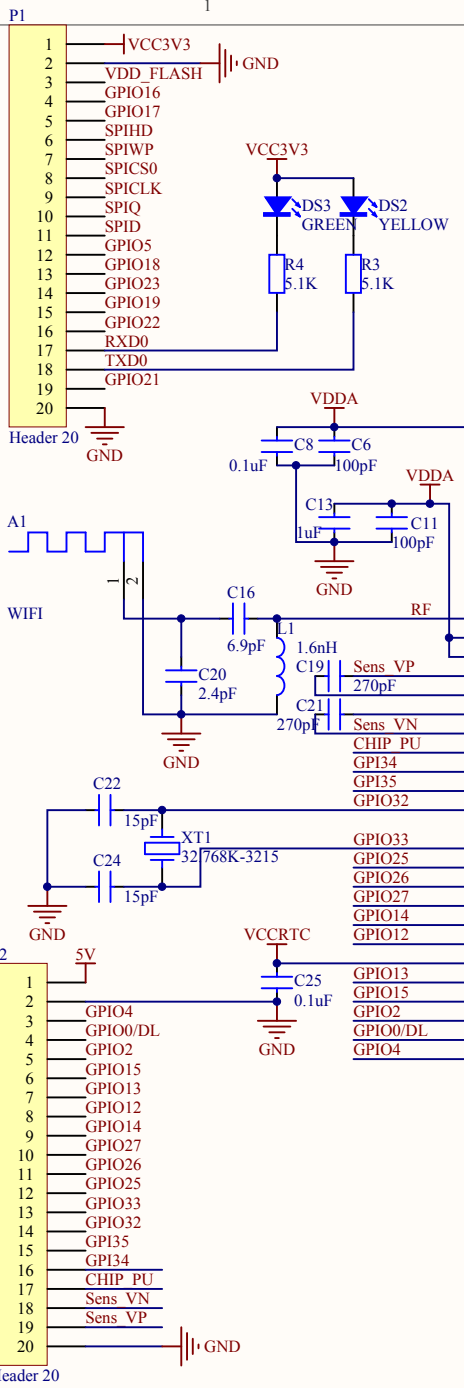 1
P1
1 VCC3V3
2 GND
3 VDD_FLASH
4 GPIO16
5 GPIO17
6 SPIHD
7 SPIWP
8 SPICS0
9 SPICLK
10 SPIQ
11 SPID
12 GPIO5
13 GPIO18
14 GPIO23
15 GPIO19
16 GPIO22
17 RXD0
18 TXD0
19 GPIO21
20
GND
Header 20
VCC3V3
DS3
GREEN
DS2
YELLOW
R4
5.1K
R3
5.1K
VDDA
C8
0.1uF
C6
100pF
VDDA
C13
1uF
C11
100pF
GND
A1
1
2
WIFI
C16
6.9pF
RF
L1
1.6nH
C20
2.4pF
GND
C19
270pF
Sens_VP
C21
270pF
Sens_VN
CHIP_PU
GPI34
GPI35
GPIO32
C22
15pF
XT1
32.768K-3215
C24
15pF
GND
GPIO33
GPIO25
GPIO26
GPIO27
GPIO14
GPIO12
VCCRTC
C25
0.1uF
GND
GPIO13
GPIO15
GPIO2
GPIO0/DL
GPIO4
2
5V
1
2
3 GPIO4
4 GPIO0/DL
5 GPIO2
6 GPIO15
7 GPIO13
8 GPIO12
9 GPIO14
10 GPIO27
11 GPIO26
12 GPIO25
13 GPIO33
14 GPIO32
15 GPI35
16 GPI34
17 CHIP_PU
18 Sens_VN
19 Sens_VP
20 GND
eader 20